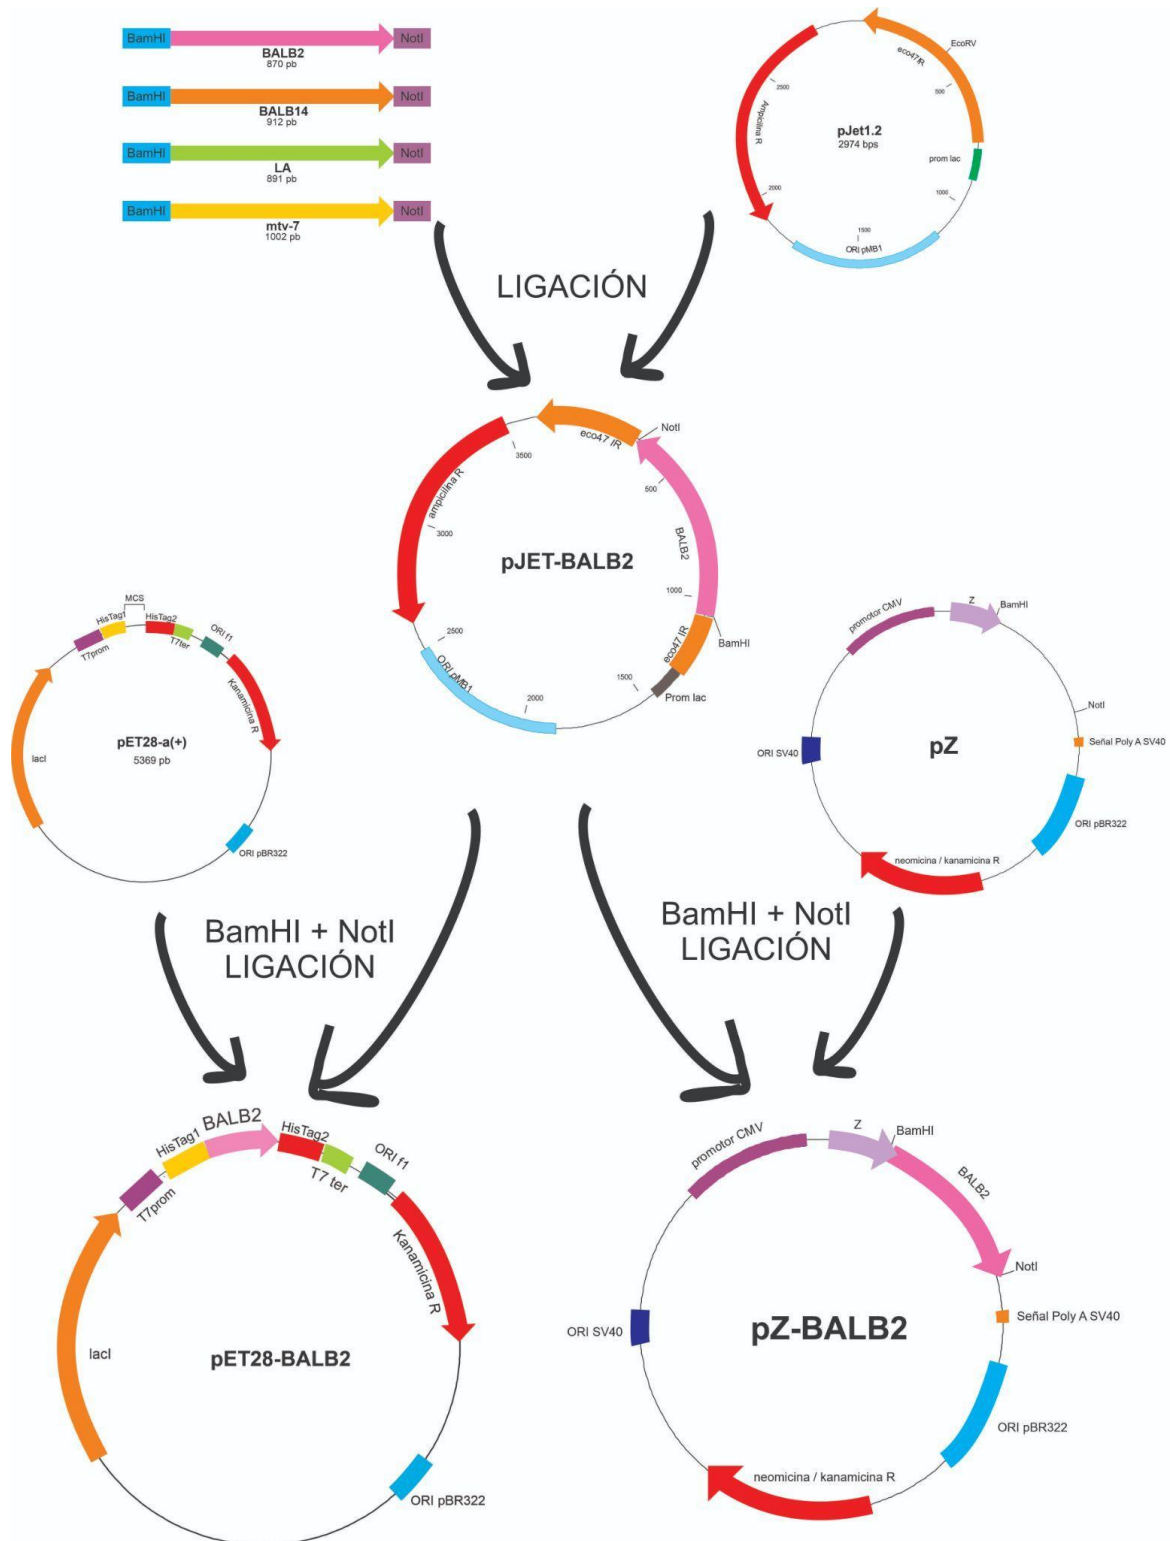 BamHI
NotI
BALB2
870 pb
BamHI
NotI
BALB14
912 pb
BamHI
NotI
LA
891 pb
BamHI
NotI
mtv-7
1002 pb
EcoRV
eco47IR
500
2500
Ampicilina R
pJet1.2
2974 bps
prom lac
1000
2000
1500
ORI pMB1
LIGACIÓN
NotI
eco47 IR
3500
500
ampicilina R
3000
BALB2
pJET-BALB2
1000
BamHI
eco47 IR
2500
ORI pMB1
1500
2000
Prom lac
MCS
HisTag1
HisTag2
ORI f1
T7prom
T7ter
Kanamicina R
pET28-a(+)
5369 pb
lacI
ORI pBR322
promotor CMV
Z
BamHI
NotI
Señal Poly A SV40
pZ
ORI SV40
ORI pBR322
neomicina / kanamicina R
BamHI + NotI
LIGACIÓN
BamHI + NotI
LIGACIÓN
BALB2
HisTag1
HisTag2
ORI f1
T7prom
T7 ter
Kanamicina R
lacI
pET28-BALB2
ORI pBR322
promotor CMV
Z
BamHI
BALB2
NotI
Señal Poly A SV40
ORI SV40
pZ-BALB2
ORI pBR322
neomicina / kanamicina R